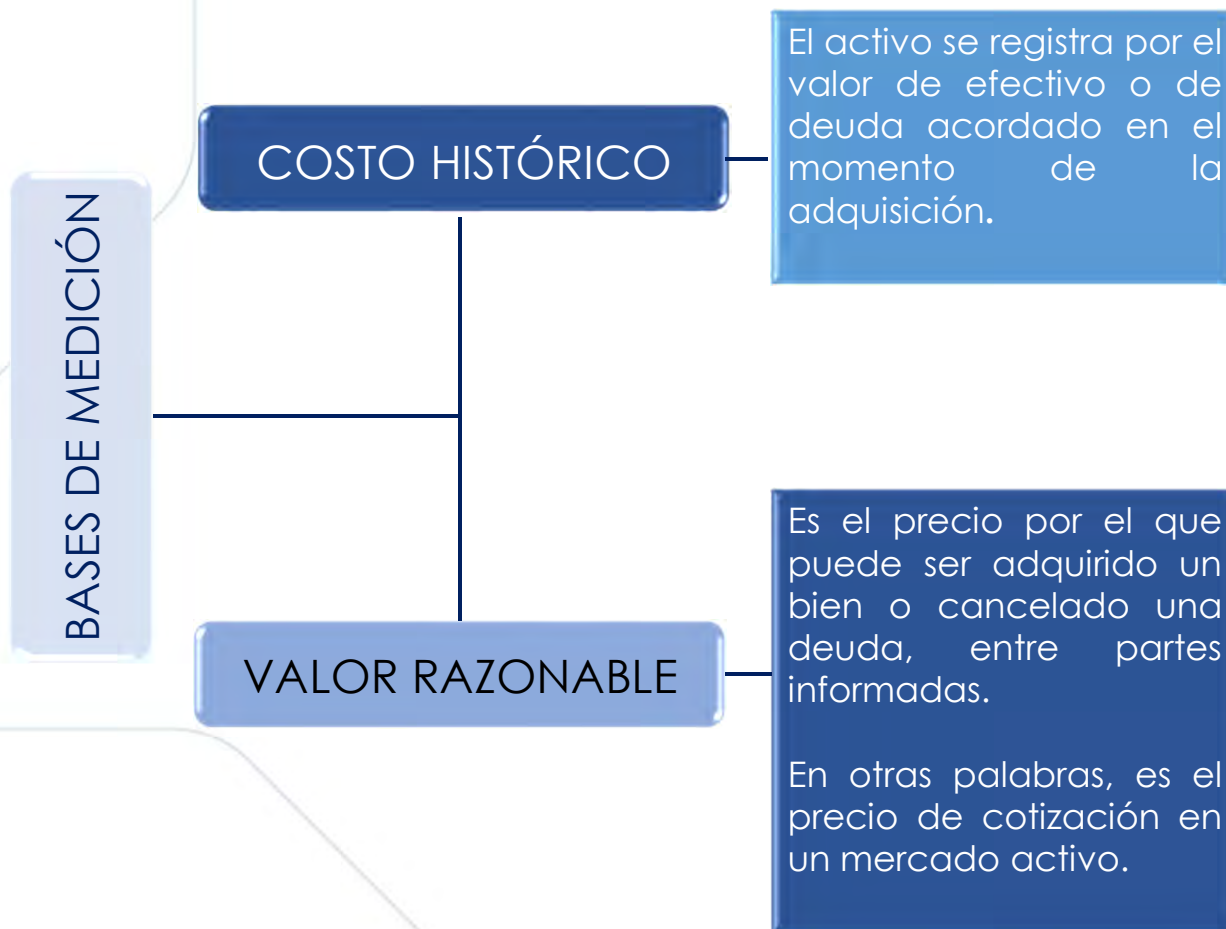 BASES DE MEDICIÓN
COSTO HISTÓRICO
El activo se registra por el
valor de efectivo o de
deuda acordado en el
momento de la
adquisición.
VALOR RAZONABLE
Es el precio por el que
puede ser adquirido un
bien o cancelado una
deuda, entre partes
informadas.
En otras palabras, es el
precio de cotización en
un mercado activo.